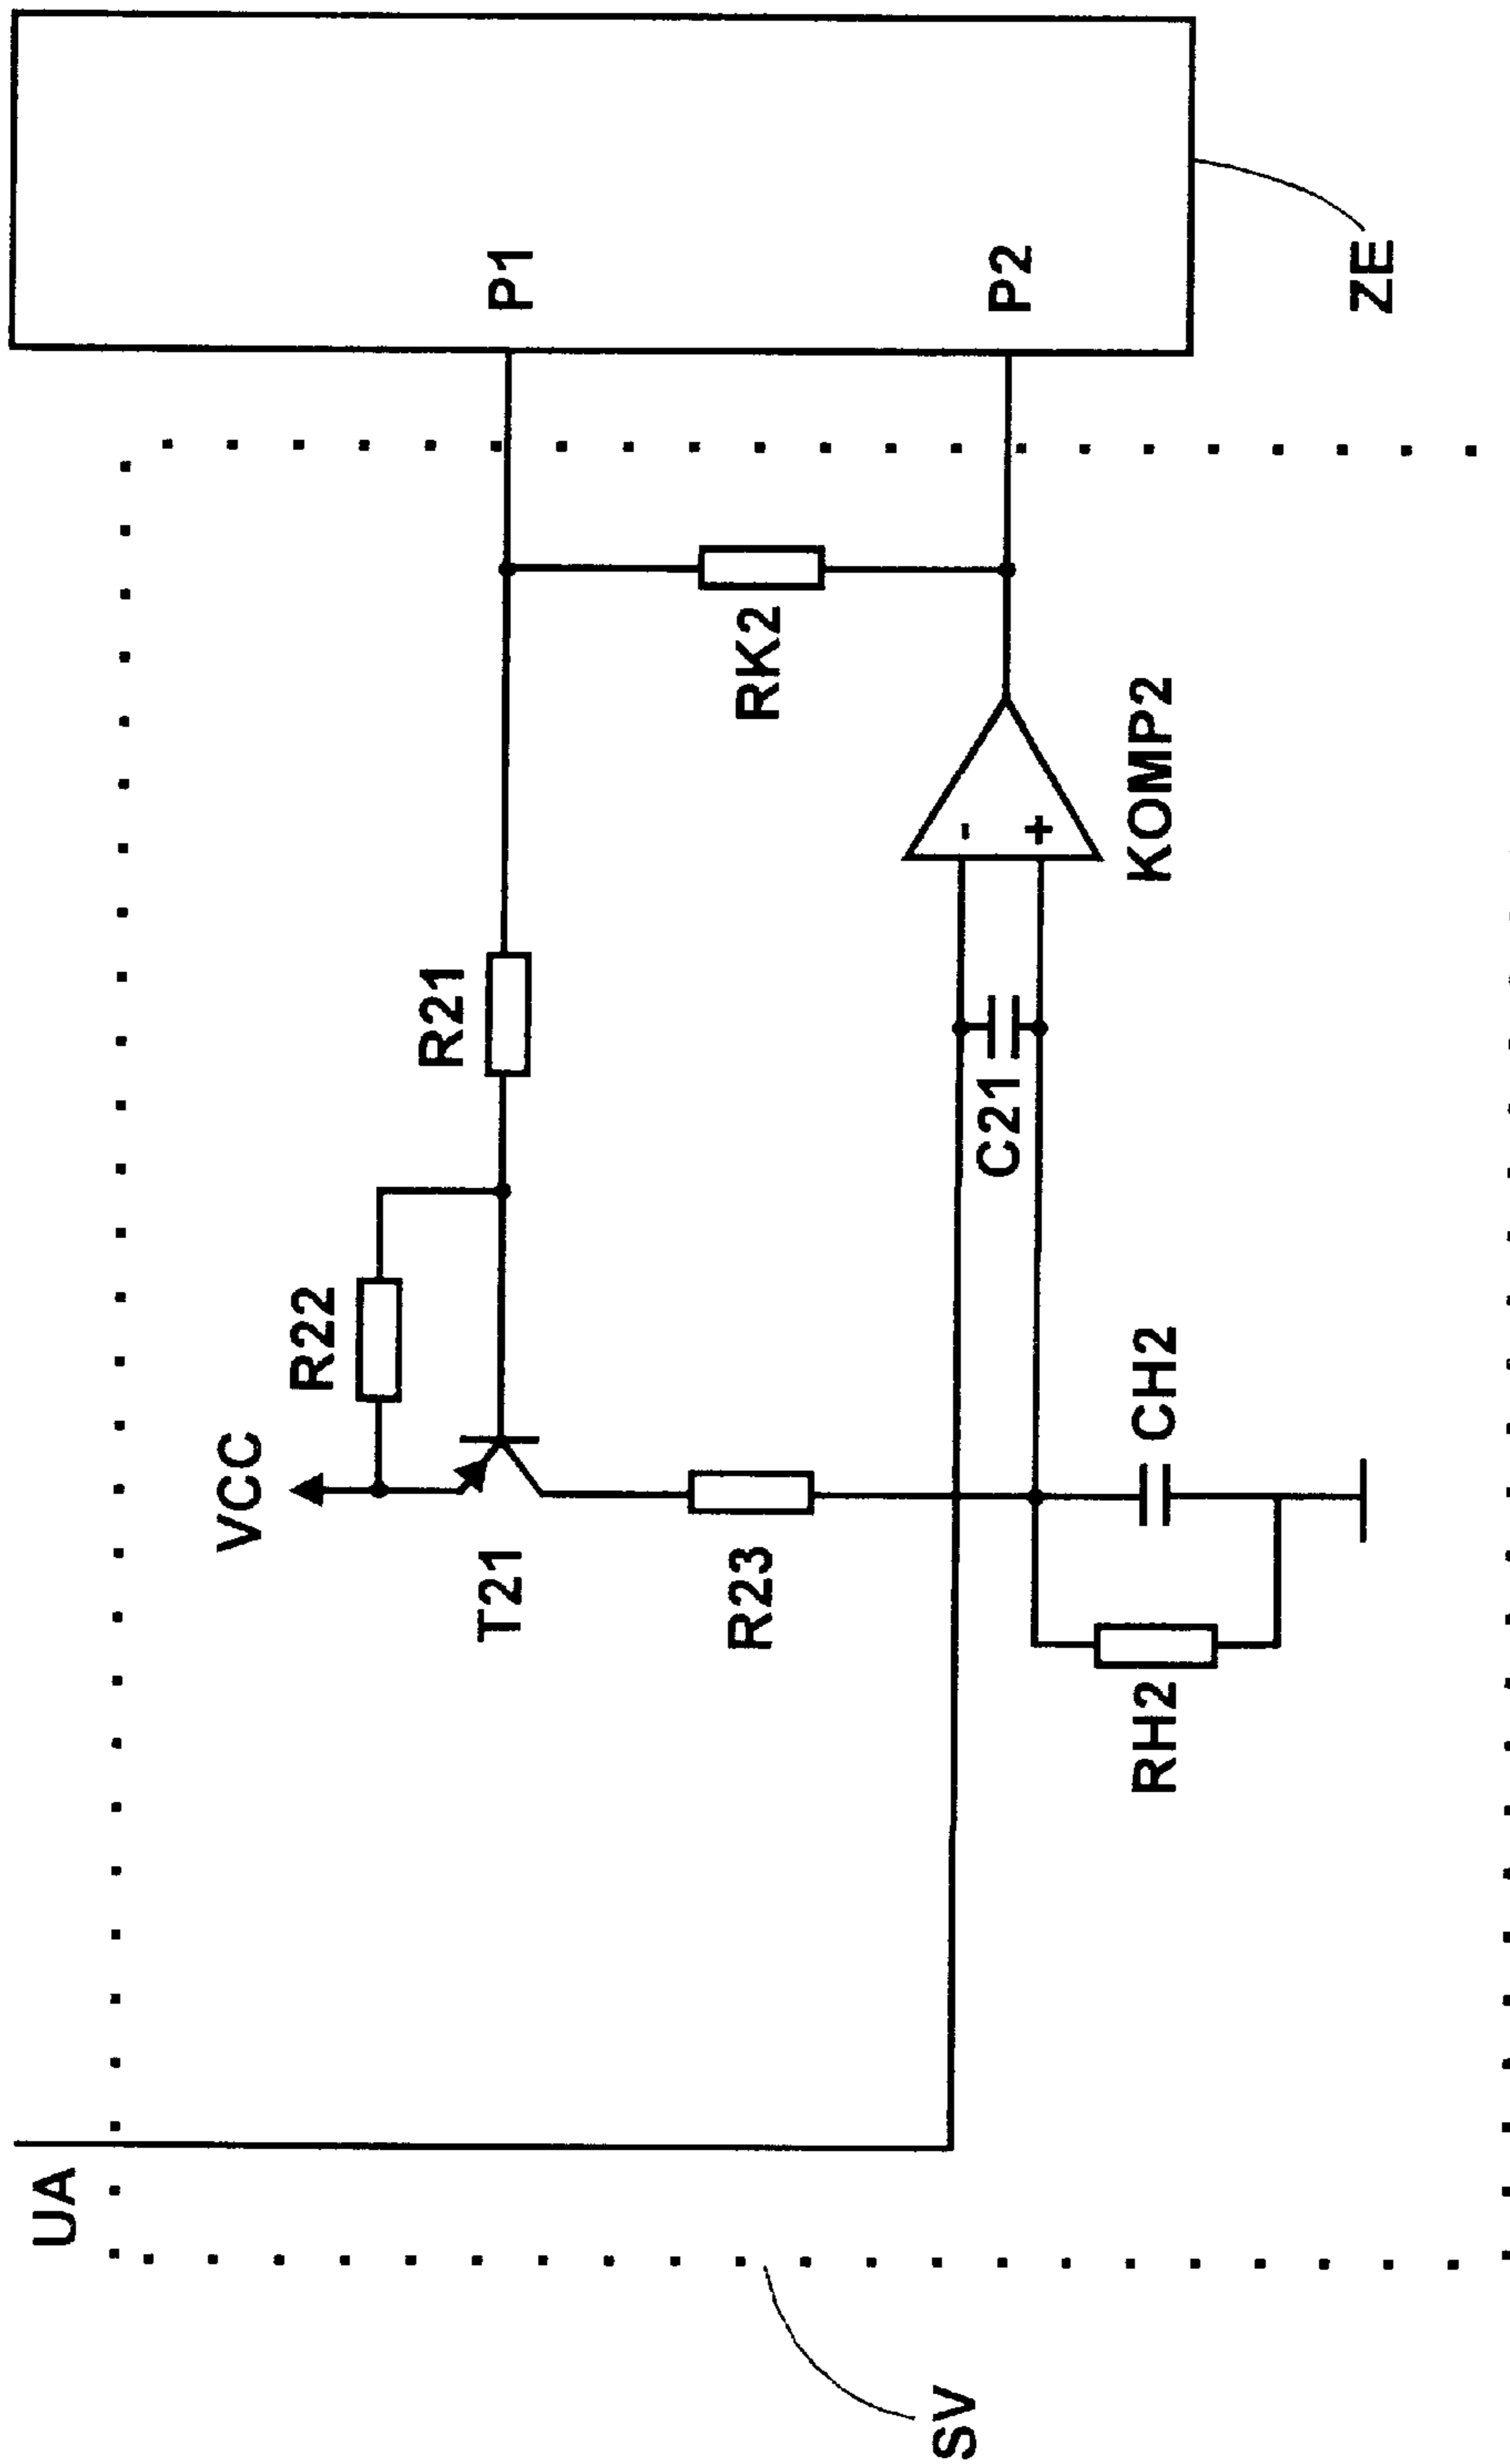 UA
VCC
R22
R21
P1
T21
R23
RK2
P2
-
+
C21
KOMP2
RH2
CH2
SV
ZE